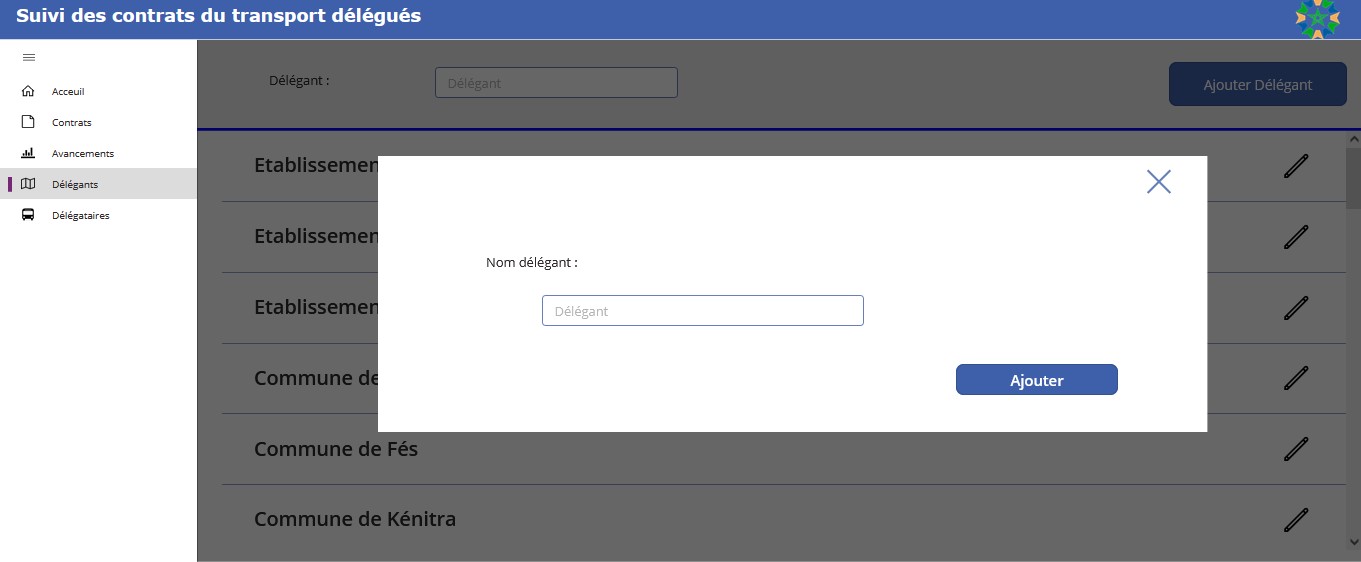 Suivi des contrats du transport délégués
Acceuil
Contrats
Avancements
Délégants
Délégataires
Délégant :
Délégant
Ajouter Délégant
Etablissemen
Etablissemen
Etablissemen
Commune de
Commune de Fés
Commune de Kénitra
Nom délégant :
Délégant
Ajouter